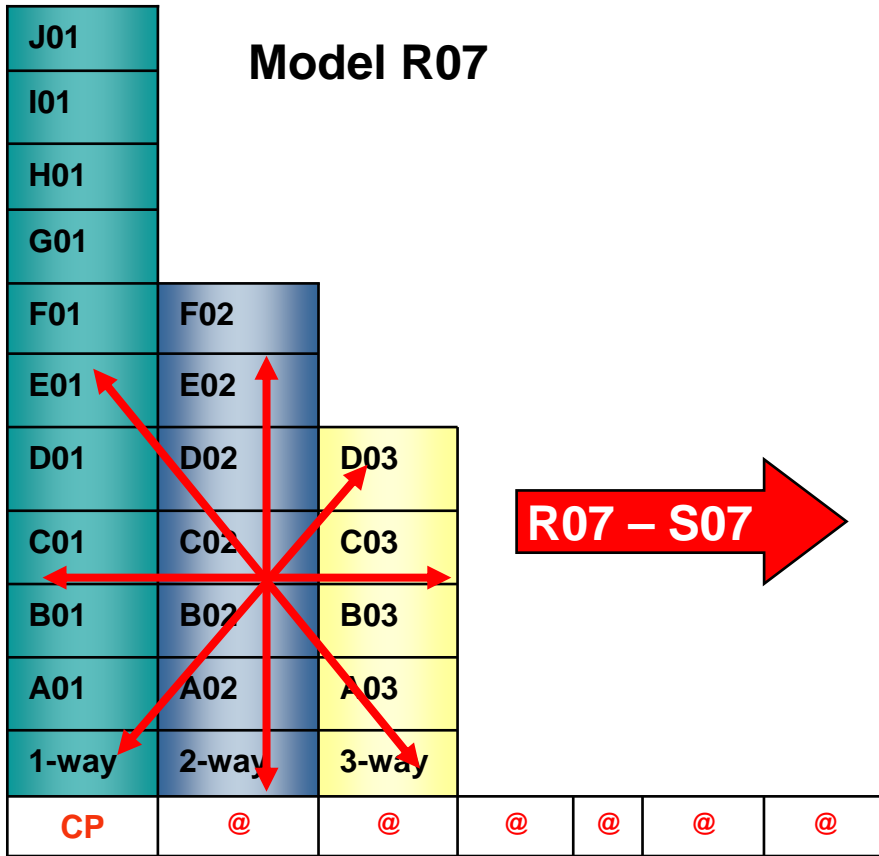 Model R07
J01
I01
H01
G01
F01 F02
E01 E02
D01 D02 D03
C01 C02 C03
B01 B02 B03
A01 A02 A03
1-way 2-way 3-way
CP @ @ @ @ @ @
R07 – S07